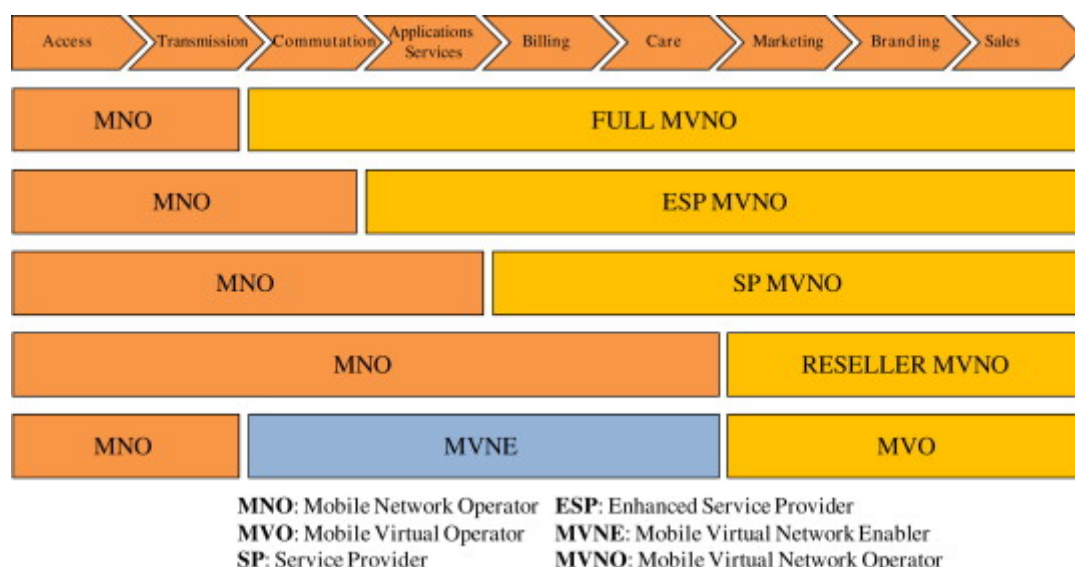 Access Transmission Commutation Applications Services Billing Care Marketing Branding Sales
MNO FULL MVNO
MNO ESP MVNO
MNO SP MVNO
MNO RESELLER MVNO
MNO MVNE MVO
MNO: Mobile Network Operator ESP: Enhanced Service Provider
MVO: Mobile Virtual Operator MVNE: Mobile Virtual Network Enabler
SP: Service Provider MVNO: Mobile Virtual Network Operator